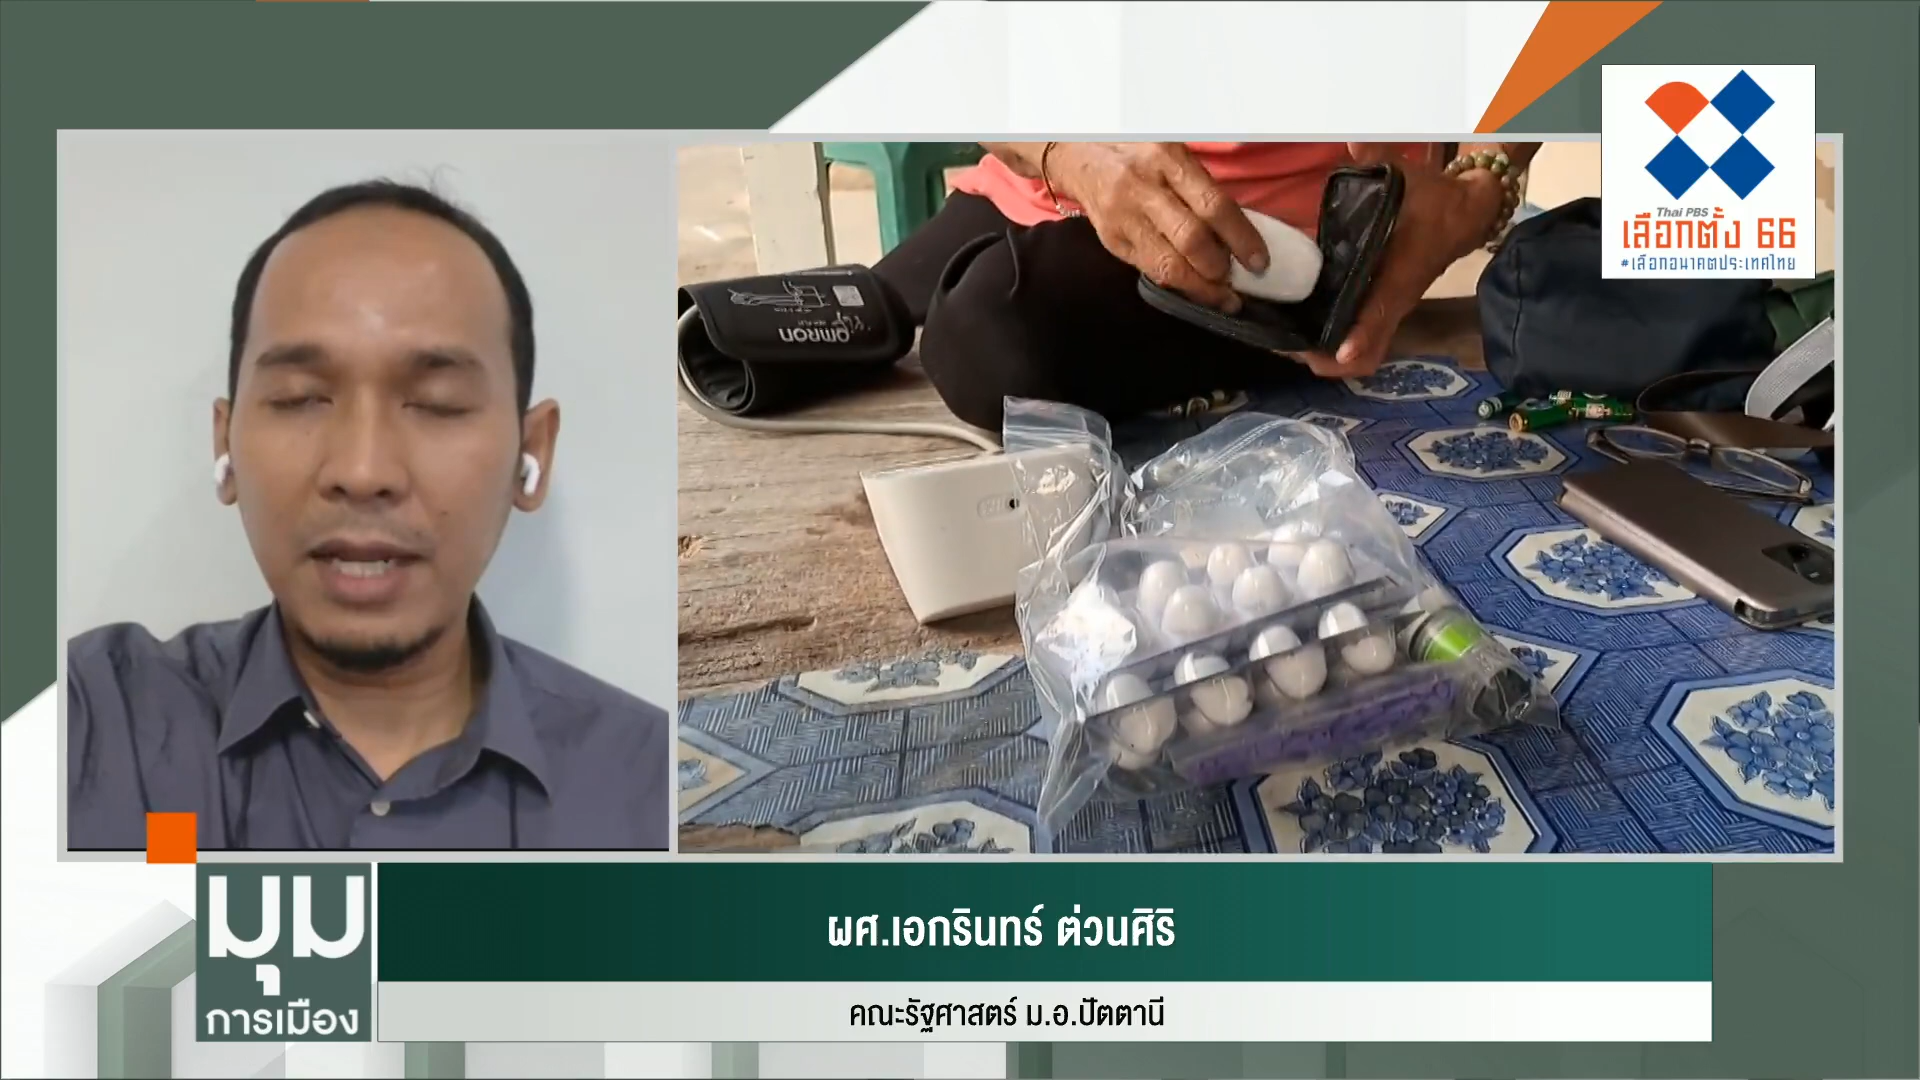 Thai PBS
เลือกตั้ง 66
#เลือกอนาคตประเทศไทย
OMRON
มุม
การเมือง
ผศ.เอกรินทร์ ต่วนศิริ
คณะรัฐศาสตร์ ม.อ.ปัตตานี